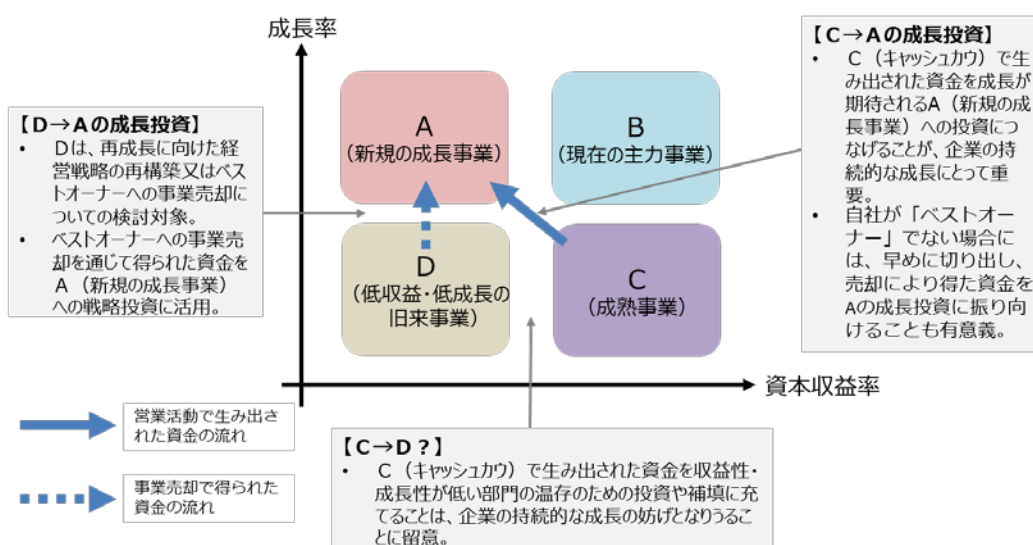 成長率
【D→Aの成長投資】
• Dは、再成長に向けた経
営戦略の再構築又はベス
トオーナーへの事業売却に
ついての検討対象。
• ベストオーナーへの事業売
却を通じて得られた資金を
A（新規の成長事業）
への戦略投資に活用。
A
（新規の成長事業）
B
（現在の主力事業）
D
（低収益・低成長の
旧来事業）
C
（成熟事業）
【C→Aの成長投資】
• C（キャッシュカウ）で生
み出された資金を成長が
期待されるA（新規の成
長事業）への投資につ
なげることが、企業の持
続的な成長にとって重
要。
• 自社が「ベストオー
ナー」でない場合に
は、早めに切り出し、
売却により得た資金を
Aの成長投資に振り向
けることも有意義。
資本収益率
営業活動で生み出さ
れた資金の流れ
事業売却で得られた
資金の流れ
【C→D？】
• C（キャッシュカウ）で生み出された資金を収益性・
成長性が低い部門の温存のための投資や補填に充
てることは、企業の持続的な成長の妨げとなりうるこ
とに留意。